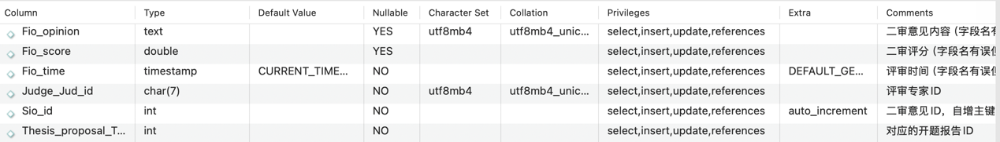 Column Type Default Value Nullable Character Set Collation Privileges Extra Comments
Fio_opinion text YES utf8mb4 utf8mb4_unic... select,insert,update,references 二审意见内容 (字段名有
Fio_score double YES select,insert,update,references 二审评分 (字段名有误
Fio_time timestamp CURRENT_TIME... NO select,insert,update,references DEFAULT_GE... 评审时间 (字段名有误
Judge_Jud_id char(7) NO utf8mb4 utf8mb4_unic... select,insert,update,references 评审专家ID
Sio_id int NO select,insert,update,references auto_increment 二审意见ID，自增主键
Thesis_proposal_T... int NO select,insert,update,references 对应的开题报告ID